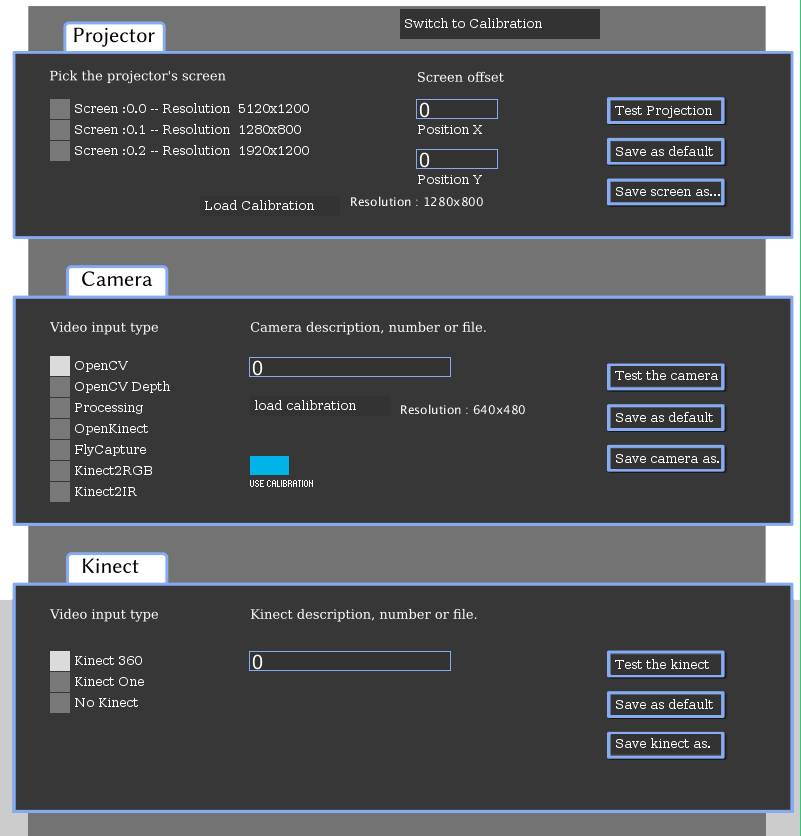 Switch to Calibration
Projector
Pick the projector's screen
Screen offset
Screen :0.0 -- Resolution  5120x1200
Screen :0.1 -- Resolution  1280x800
Screen :0.2 -- Resolution  1920x1200
0
Position X
0
Position Y
Test Projection
Save as default
Save screen as...
Load Calibration
Resolution : 1280x800
Camera
Video input type
Camera description, number or file.
OpenCV
OpenCV Depth
Processing
OpenKinect
FlyCapture
Kinect2RGB
Kinect2IR
0
load calibration
Resolution : 640x480
USE CALIBRATION
Test the camera
Save as default
Save camera as.
Kinect
Video input type
Kinect description, number or file.
Kinect 360
Kinect One
No Kinect
0
Test the kinect
Save as default
Save kinect as.